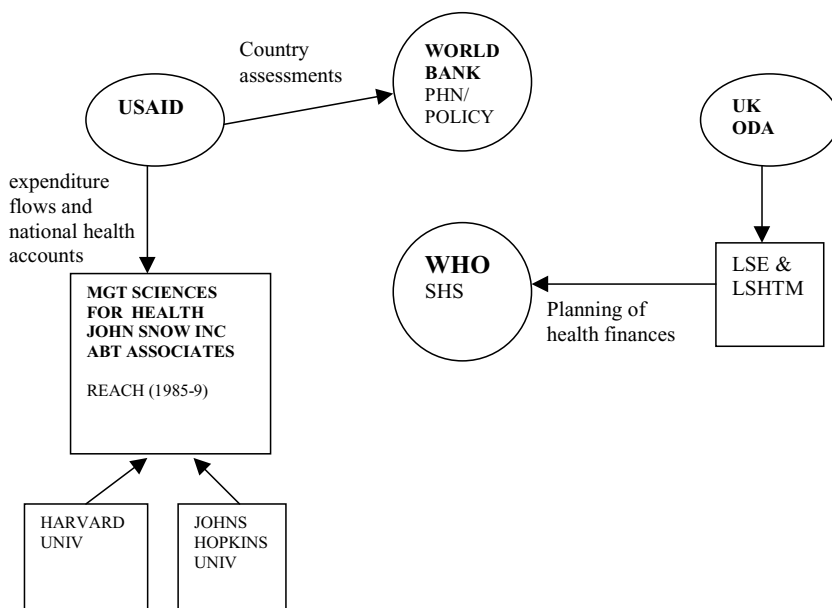 Country
assessments
WORLD
BANK
PHN/
POLICY
USAID
UK
ODA
expenditure
flows and
national health
accounts
WHO
SHS
LSE &
LSHTM
Planning of
health finances
MGT SCIENCES
FOR HEALTH
JOHN SNOW INC
ABT ASSOCIATES
REACH (1985-9)
HARVARD
UNIV
JOHNS
HOPKINS
UNIV